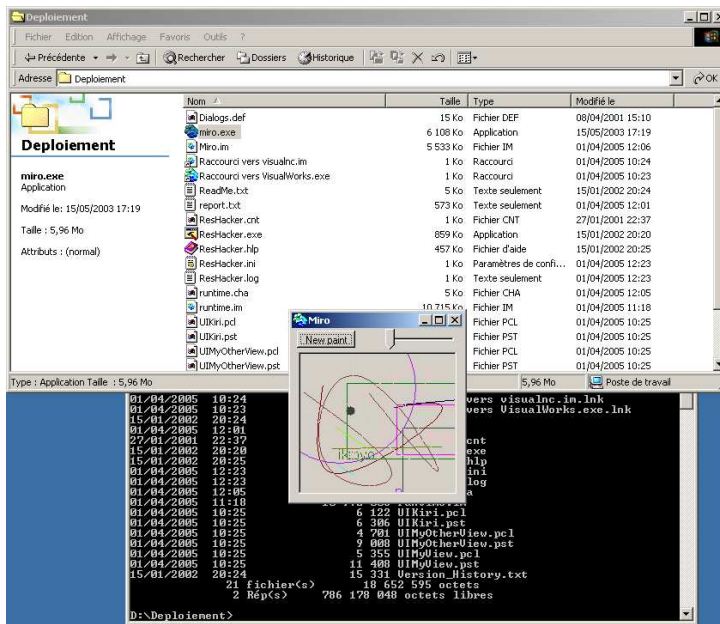 Deploiement
Fichier Edition Affichage Favoris Outils ?
Précédente Rechercher Dossiers Historique
Adresse Deploiement OK
Nom Taille Type Modifié le
Dialogs.def 15 Ko Fichier DEF 08/04/2001 15:10
miro.exe 6 108 Ko Application 15/05/2003 17:19
Miro.im 5 533 Ko Fichier IM 01/04/2005 12:06
Raccourci vers visualnc.im 1 Ko Raccourci 01/04/2005 10:24
Raccourci vers VisualWorks.exe 1 Ko Raccourci 01/04/2005 10:23
ReadMe.txt 5 Ko Texte seulement 15/01/2002 20:24
report.txt 573 Ko Texte seulement 01/04/2005 12:01
ResHacker.cnt 1 Ko Fichier CNT 27/01/2001 22:37
ResHacker.exe 859 Ko Application 15/01/2002 20:20
ResHacker.hlp 457 Ko Fichier d'aide 15/01/2002 20:25
ResHacker.ini 1 Ko Paramètres de confi... 01/04/2005 12:23
ResHacker.log 1 Ko Texte seulement 01/04/2005 12:23
runtime.cha 5 Ko Fichier CHA 01/04/2005 12:05
runtime.im 10 715 Ko Fichier IM 01/04/2005 11:18
UIKiri.pcl Fichier PCL 01/04/2005 10:25
UIKiri.pst Fichier PST 01/04/2005 10:25
UIMyOtherView.pcl Fichier PCL 01/04/2005 10:25
UIMyOtherView.pst Fichier PST 01/04/2005 10:25
Deploiement
miro.exe
Application
Modifié le: 15/05/2003 17:19
Taille : 5,96 Mo
Attributs : (normal)
Type : Application Taille : 5,96 Mo 5,96 Mo Poste de travail
Miro
New paint
01/04/2005 10:24 vers visualnc.im.lnk
01/04/2005 10:23 vers VisualWorks.exe.lnk
15/01/2002 20:24
01/04/2005 12:01
27/01/2001 22:37 cnt
15/01/2002 20:20 exe
15/01/2002 20:25 hlp
01/04/2005 12:23 ini
01/04/2005 12:23 log
01/04/2005 12:05 a
01/04/2005 11:18
01/04/2005 10:25 6 122 UIKiri.pcl
01/04/2005 10:25 6 306 UIKiri.pst
01/04/2005 10:25 4 701 UIMyOtherView.pcl
01/04/2005 10:25 9 008 UIMyOtherView.pst
01/04/2005 10:25 5 355 UIMyView.pcl
01/04/2005 10:25 11 408 UIMyView.pst
15/01/2002 20:24 15 331 Version_History.txt
21 fichier(s) 18 652 595 octets
2 Rép(s) 786 178 048 octets libres
D:\Deploiement>